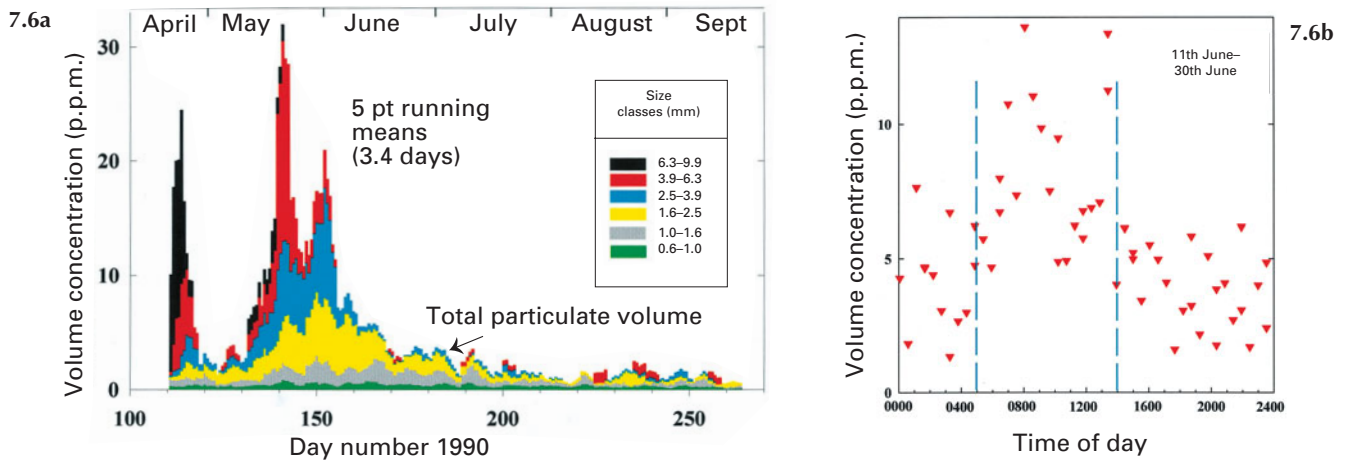 7.6a
April May June July August Sept
Volume concentration (p.p.m.)
30
20
10
0
5 pt running
means
(3.4 days)
Size
classes (mm)
6.3–9.9
3.9–6.3
2.5–3.9
1.6–2.5
1.0–1.6
0.6–1.0
Total particulate volume
100 150 200 250
Day number 1990
7.6b
11th June–
30th June
Volume concentration (p.p.m.)
10
5
0
0000 0400 0800 1200 1600 2000 2400
Time of day